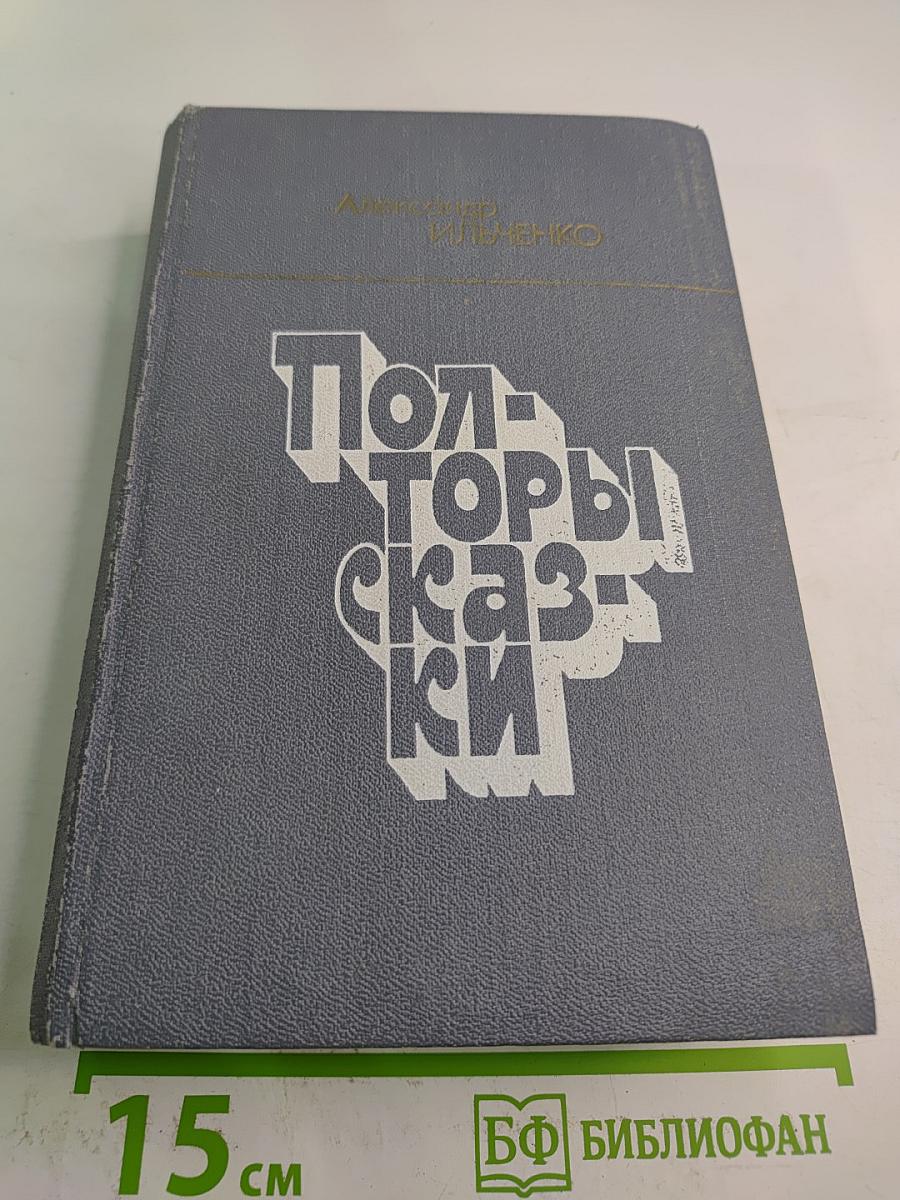 Александр
ИЛЬЧЕНКО
Пол-
торы
сказ-
ки
15 см
БФ БИБЛИОФАН